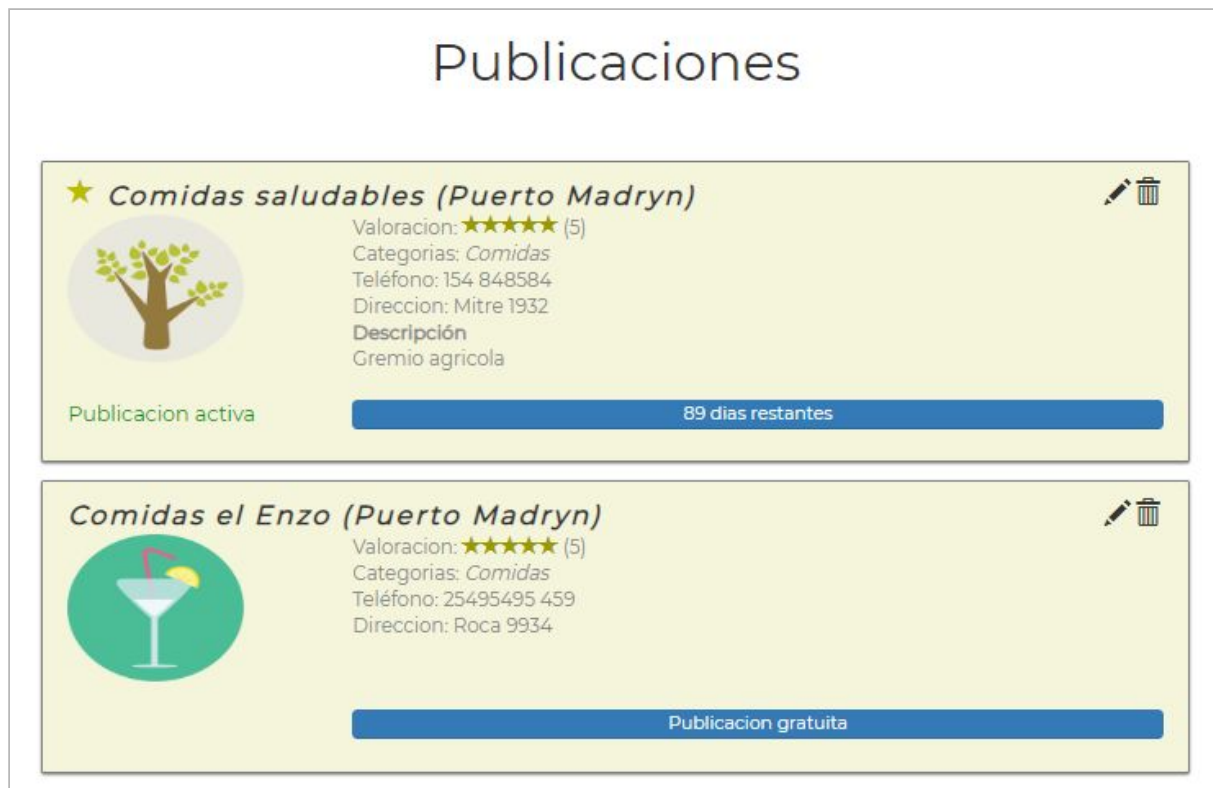 Publicaciones
Comidas saludables (Puerto Madryn)
Valoracion: ★★★★★ (5)
Categorias: Comidas
Teléfono: 154 848584
Direccion: Mitre 1932
Descripción
Gremio agricola
Publicacion activa
89 dias restantes
Comidas el Enzo (Puerto Madryn)
Valoracion: ★★★★★ (5)
Categorias: Comidas
Teléfono: 25495495 459
Direccion: Roca 9934
Publicacion gratuita